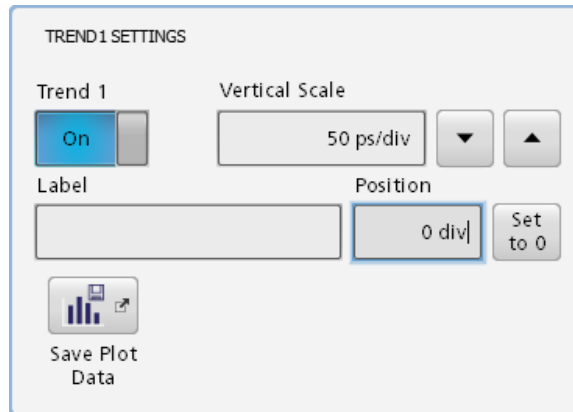 TREND1 SETTINGS
Trend 1
Vertical Scale
On
50 ps/div
Label
Position
0 div
Set
to 0
Save Plot
Data